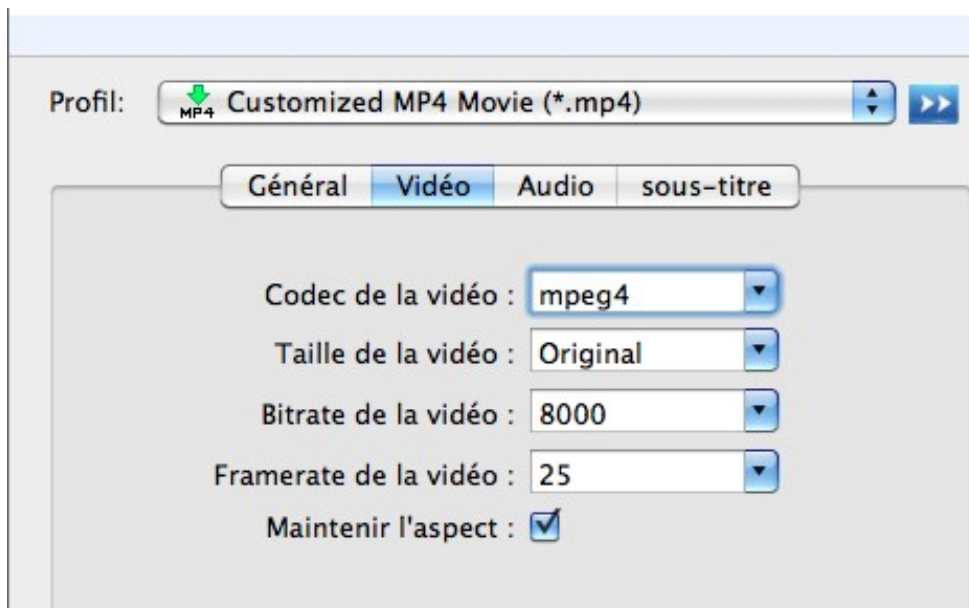 Profil: MP4 Customized MP4 Movie (*.mp4)
Général Vidéo Audio sous-titre
Codec de la vidéo : mpeg4
Taille de la vidéo : Original
Bitrate de la vidéo : 8000
Framerate de la vidéo : 25
Maintenir l'aspect :